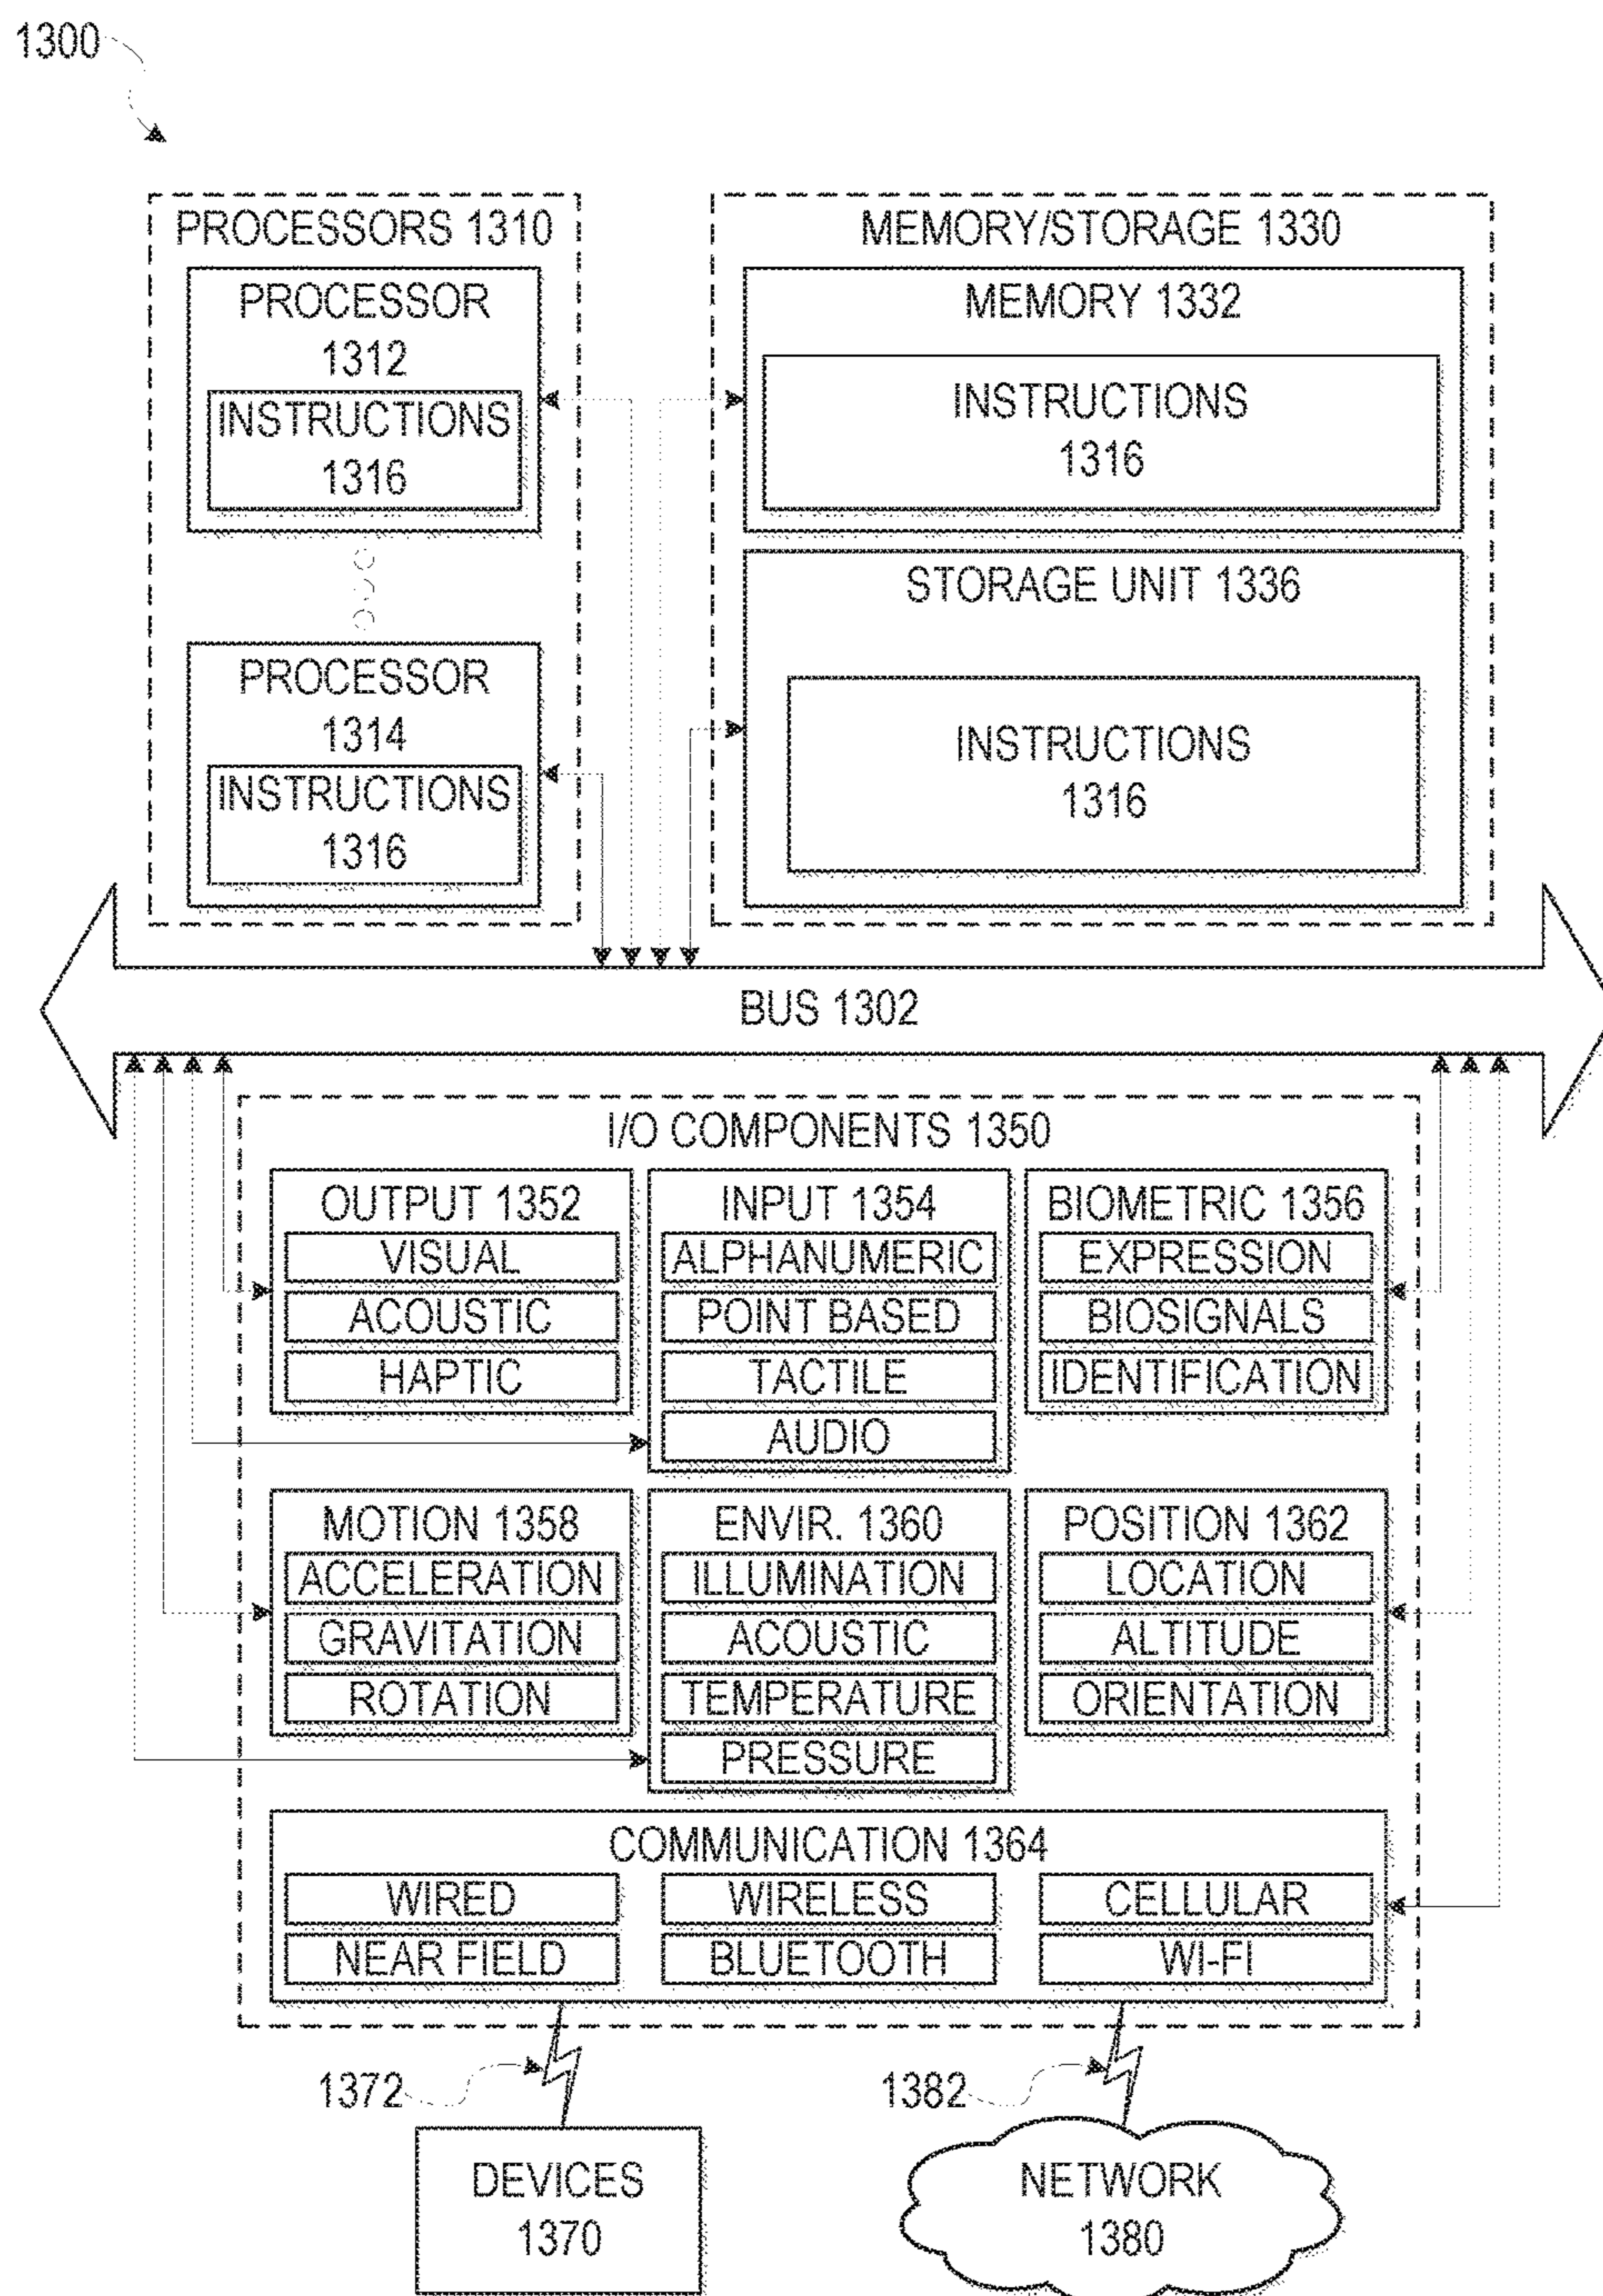 1300
PROCESSORS 1310
PROCESSOR
1312
INSTRUCTIONS
1316
PROCESSOR
1314
INSTRUCTIONS
1316
MEMORY/STORAGE 1330
MEMORY 1332
INSTRUCTIONS
1316
STORAGE UNIT 1336
INSTRUCTIONS
1316
BUS 1302
I/O COMPONENTS 1350
OUTPUT 1352
VISUAL
ACOUSTIC
HAPTIC
INPUT 1354
ALPHANUMERIC
POINT BASED
TACTILE
AUDIO
BIOMETRIC 1356
EXPRESSION
BIOSIGNALS
IDENTIFICATION
MOTION 1358
ACCELERATION
GRAVITATION
ROTATION
ENVIR. 1360
ILLUMINATION
ACOUSTIC
TEMPERATURE
PRESSURE
POSITION 1362
LOCATION
ALTITUDE
ORIENTATION
COMMUNICATION 1364
WIRED
WIRELESS
CELLULAR
NEAR FIELD
BLUETOOTH
WI-FI
1372
1382
DEVICES
1370
NETWORK
1380